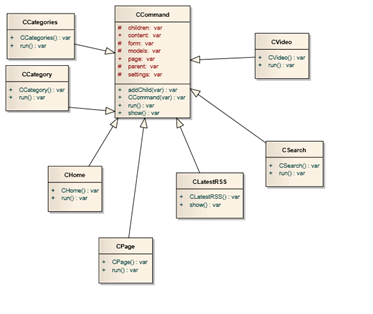 CCategories
+ CCategories() : var
+ run() : var
CCategory
+ CCategory() : var
+ run() : var
CCommand
# children: var
+ content: var
# form: var
# models: var
+ page: var
# parent: var
# settings: var
+ addChild(var) : var
+ CCommand(var) : var
+ run() : var
+ show() : var
CVideo
+ CVideo() : var
+ run() : var
CSearch
+ CSearch() : var
+ run() : var
CHome
+ CHome() : var
+ run() : var
CLatestRSS
+ CLatestRSS() : var
+ show() : var
CPage
+ CPage() : var
+ run() : var